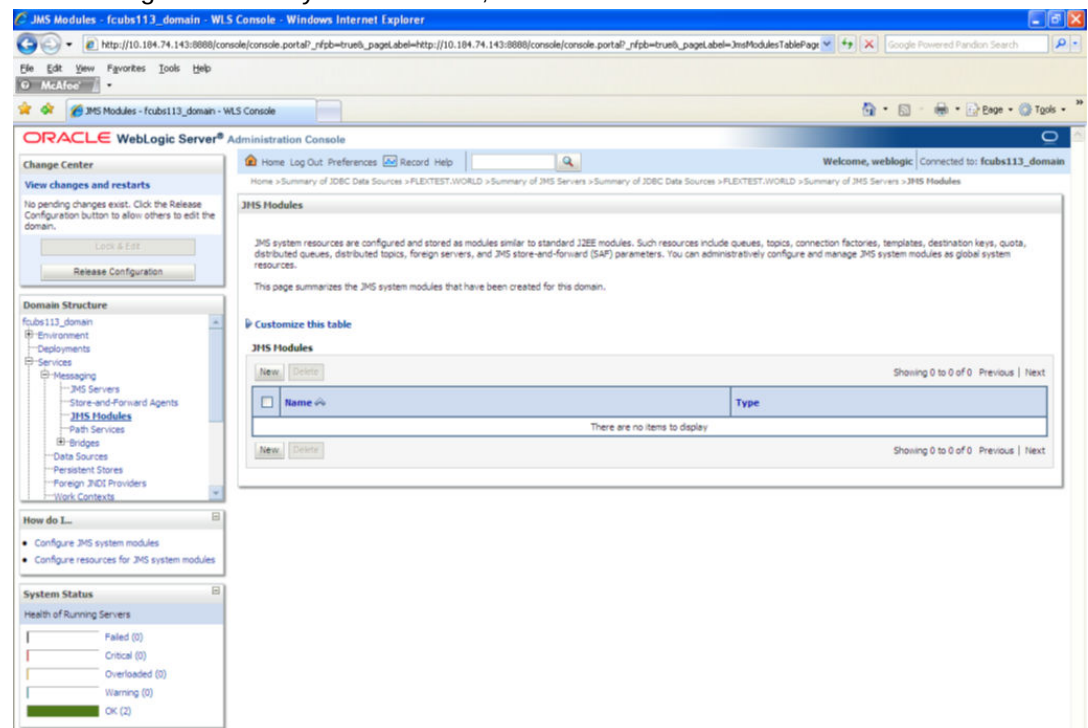 JMS Modules - fcubs113_domain - WLS Console - Windows Internet Explorer
http://10.184.74.143:8888/console/console.portal?_nfpb=true&_pageLabel=http://10.184.74.143:8888/console/console.portal?_nfpb=true&_pageLabel=JmsModulesTablePage
Google Powered Pandion Search
File Edit View Favorites Tools Help
McAfee
JMS Modules - fcubs113_domain - WLS Console
Page Tools
ORACLE WebLogic Server® Administration Console
Change Center
View changes and restarts
No pending changes exist. Click the Release
Configuration button to allow others to edit the
domain.
Lock & Edit
Release Configuration
Domain Structure
fcubs113_domain
Environment
Deployments
Services
Messaging
JMS Servers
Store-and-Forward Agents
JMS Modules
Path Services
Bridges
Data Sources
Persistent Stores
Foreign JNDI Providers
Work Contexts
How do I...
Configure JMS system modules
Configure resources for JMS system modules
System Status
Health of Running Servers
Failed (0)
Critical (0)
Overloaded (0)
Warning (0)
OK (2)
Home Log Out Preferences Record Help
Welcome, weblogic Connected to: fcubs113_domain
Home >Summary of JDBC Data Sources >FLEXTEST.WORLD >Summary of JMS Servers >Summary of JDBC Data Sources >FLEXTEST.WORLD >Summary of JMS Servers >JMS Modules
JMS Modules
JMS system resources are configured and stored as modules similar to standard J2EE modules. Such resources include queues, topics, connection factories, templates, destination keys, quota,
distributed queues, distributed topics, foreign servers, and JMS store-and-forward (SAF) parameters. You can administratively configure and manage JMS system modules as global system
resources.
This page summarizes the JMS system modules that have been created for this domain.
Customize this table
JMS Modules
New Delete Showing 0 to 0 of 0 Previous | Next
Name Type
There are no items to display
New Delete Showing 0 to 0 of 0 Previous | Next